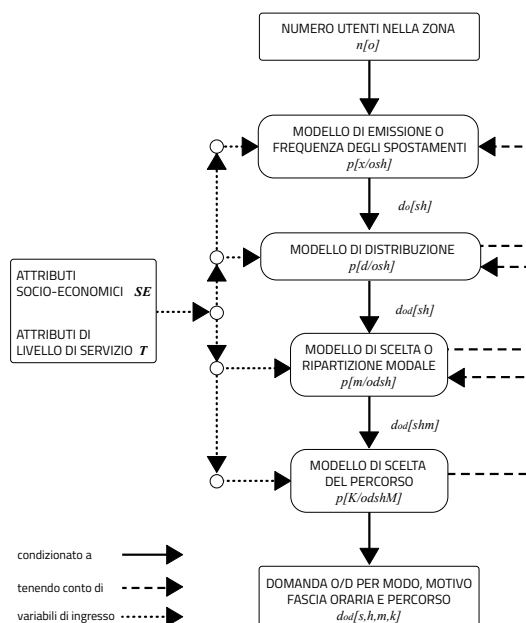 NUMERO UTENTI NELLA ZONA
n[o]
MODELLO DI EMISSIONE O
FREQUENZA DEGLI SPOSTAMENTI
p[x/osh]
do[sh]
MODELLO DI DISTRIBUZIONE
p[d/osh]
ATTRIBUTI
SOCIO-ECONOMICI SE
ATTRIBUTI DI
LIVELLO DI SERVIZIO T
dod[sh]
MODELLO DI SCELTA O
RIPARTIZIONE MODALE
p[m/odsh]
dod[shm]
MODELLO DI SCELTA
DEL PERCORSO
p[K/odshM]
condizionato a
tenendo conto di
variabili di ingresso
DOMANDA O/D PER MODO, MOTIVO
FASCIA ORARIA E PERCORSO
dod[s,h,m,k]